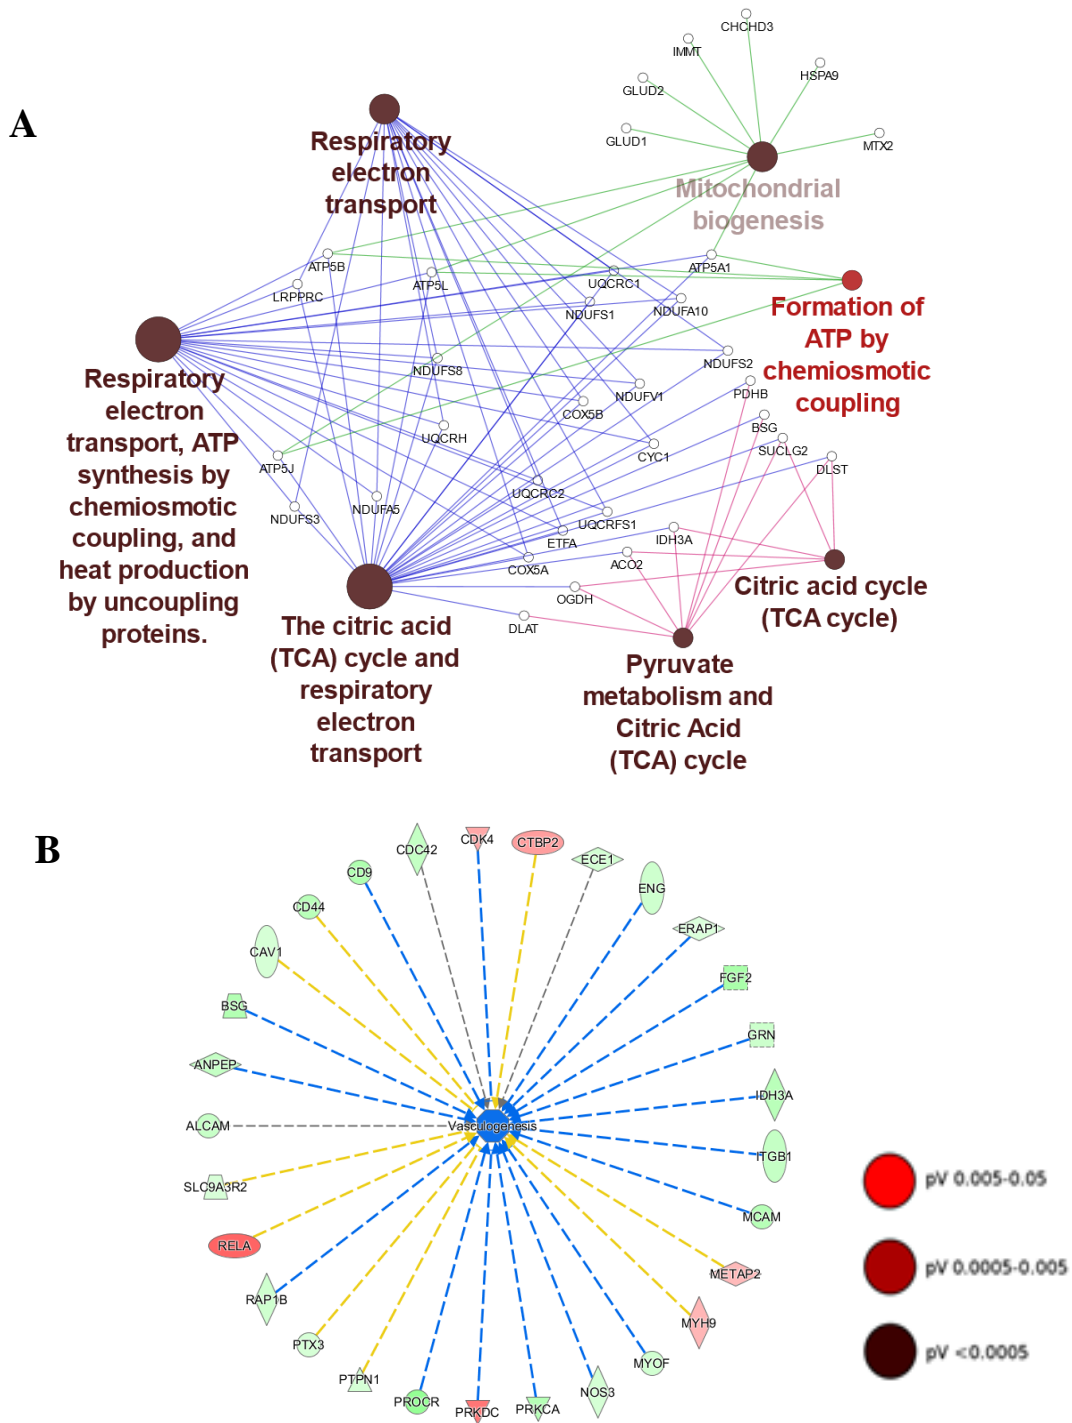 A
CHCHD3
IMMT
HSPA9
GLUD2
GLUD1
MTX2
Respiratory
electron
transport
Mitochondrial
biogenesis
ATP5B
ATP5L
ATP5A1
LRPPRC
UQCRC1
NDUFS1
NDUFA10
Formation of
ATP by
chemiosmotic
coupling
NDUFS2
NDUFS8
NDUFV1
PDHB
COX5B
BSG
UQCRH
CYC1
SUCLG2
ATP5J
DLST
Respiratory
electron
transport, ATP
synthesis by
chemiosmotic
coupling, and
heat production
by uncoupling
proteins.
UQCRC2
NDUFS3
NDUFA5
UQCRFS1
ETFA
IDH3A
COX5A
ACO2
OGDH
DLAT
Citric acid cycle
(TCA cycle)
The citric acid
(TCA) cycle and
respiratory
electron
transport
Pyruvate
metabolism and
Citric Acid
(TCA) cycle
B
CDC42
CDK4
CTBP2
ECE1
CD9
ENG
CD44
ERAP1
CAV1
FGF2
BSG
GRN
ANPEP
IDH3A
ALCAM
Vasculogenesis
ITGB1
SLC9A3R2
MCAM
RELA
METAP2
RAP1B
MYH9
PTX3
MYOF
PTPN1
NOS3
PROCR
PRKDC
PRKCA
pV 0.005-0.05
pV 0.0005-0.005
pV <0.0005